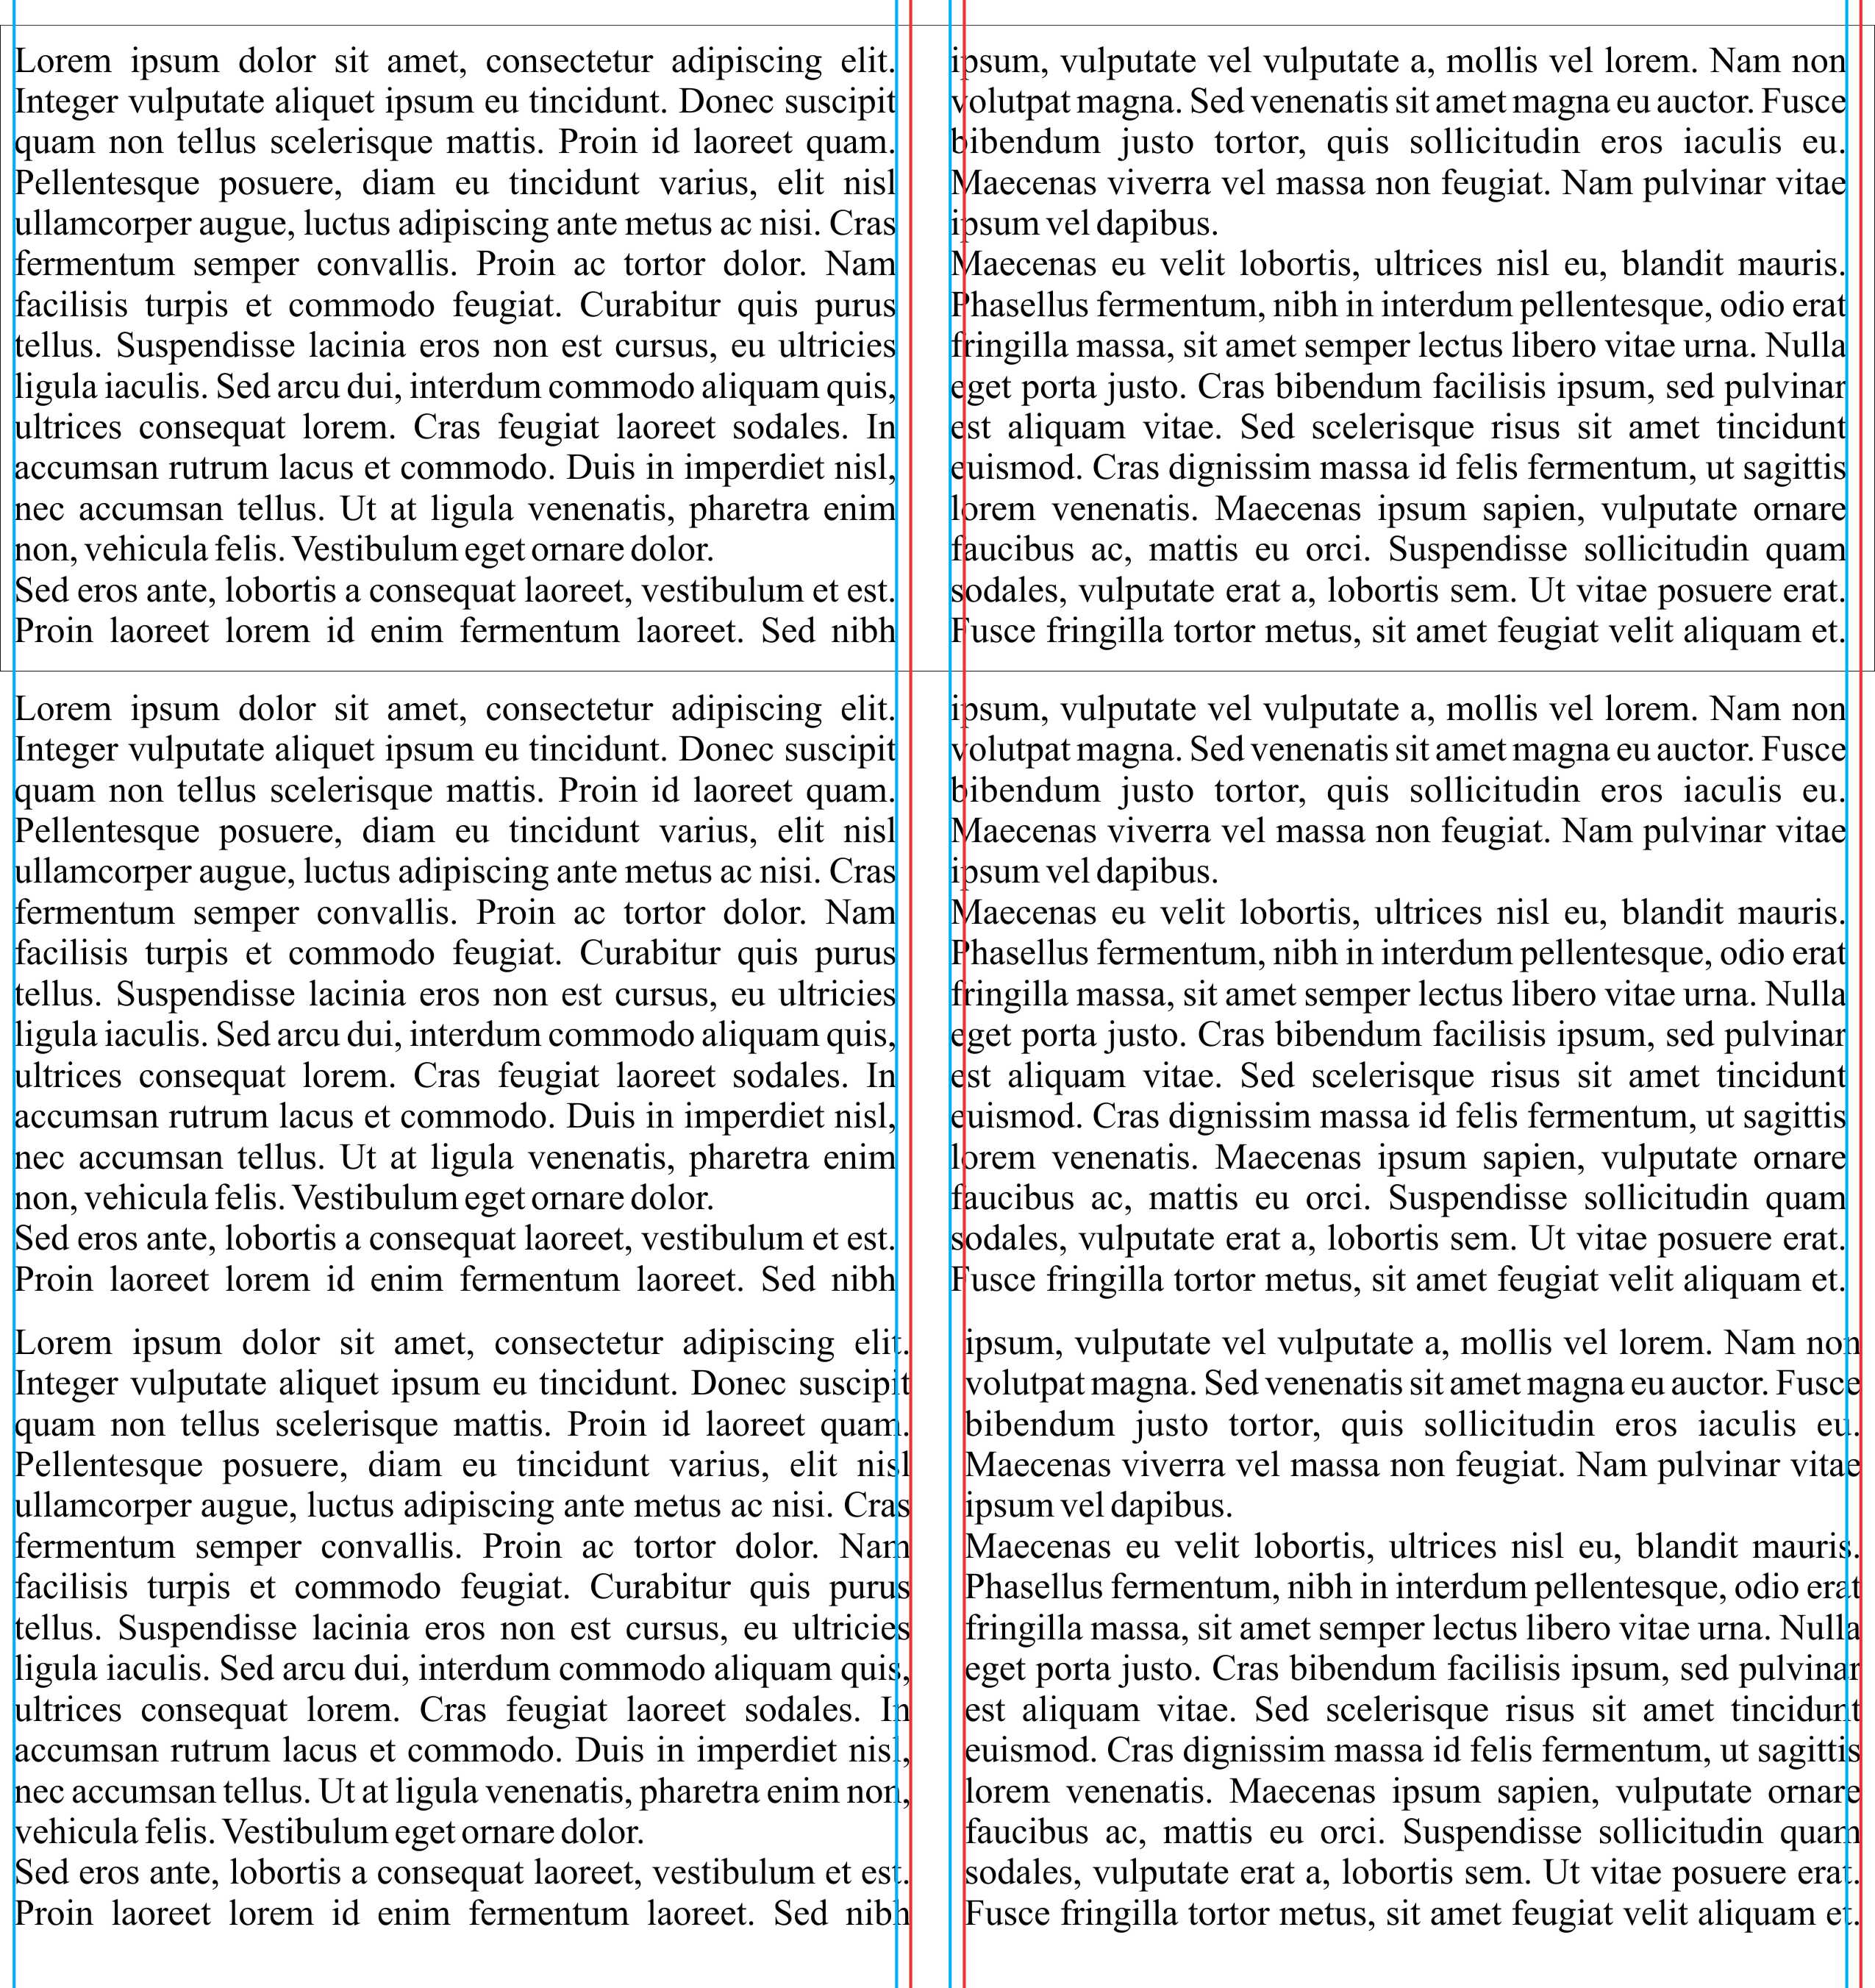 Lorem ipsum dolor sit amet, consectetur adipiscing elit.
Integer vulputate aliquet ipsum eu tincidunt. Donec suscipit
quam non tellus scelerisque mattis. Proin id laoreet quam.
Pellentesque posuere, diam eu tincidunt varius, elit nisl
ullamcorper augue, luctus adipiscing ante metus ac nisi. Cras
fermentum semper convallis. Proin ac tortor dolor. Nam
facilisis turpis et commodo feugiat. Curabitur quis purus
tellus. Suspendisse lacinia eros non est cursus, eu ultricies
ligula iaculis. Sed arcu dui, interdum commodo aliquam quis,
ultrices consequat lorem. Cras feugiat laoreet sodales. In
accumsan rutrum lacus et commodo. Duis in imperdiet nisl,
nec accumsan tellus. Ut at ligula venenatis, pharetra enim
non, vehicula felis. Vestibulum eget ornare dolor.
Sed eros ante, lobortis a consequat laoreet, vestibulum et est.
Proin laoreet lorem id enim fermentum laoreet. Sed nibh
ipsum, vulputate vel vulputate a, mollis vel lorem. Nam non
volutpat magna. Sed venenatis sit amet magna eu auctor. Fusce
bibendum justo tortor, quis sollicitudin eros iaculis eu.
Maecenas viverra vel massa non feugiat. Nam pulvinar vitae
ipsum vel dapibus.
Maecenas eu velit lobortis, ultrices nisl eu, blandit mauris.
Phasellus fermentum, nibh in interdum pellentesque, odio erat
fringilla massa, sit amet semper lectus libero vitae urna. Nulla
eget porta justo. Cras bibendum facilisis ipsum, sed pulvinar
est aliquam vitae. Sed scelerisque risus sit amet tincidunt
euismod. Cras dignissim massa id felis fermentum, ut sagittis
lorem venenatis. Maecenas ipsum sapien, vulputate ornare
faucibus ac, mattis eu orci. Suspendisse sollicitudin quam
sodales, vulputate erat a, lobortis sem. Ut vitae posuere erat.
Fusce fringilla tortor metus, sit amet feugiat velit aliquam et.
Lorem ipsum dolor sit amet, consectetur adipiscing elit.
Integer vulputate aliquet ipsum eu tincidunt. Donec suscipit
quam non tellus scelerisque mattis. Proin id laoreet quam.
Pellentesque posuere, diam eu tincidunt varius, elit nisl
ullamcorper augue, luctus adipiscing ante metus ac nisi. Cras
fermentum semper convallis. Proin ac tortor dolor. Nam
facilisis turpis et commodo feugiat. Curabitur quis purus
tellus. Suspendisse lacinia eros non est cursus, eu ultricies
ligula iaculis. Sed arcu dui, interdum commodo aliquam quis,
ultrices consequat lorem. Cras feugiat laoreet sodales. In
accumsan rutrum lacus et commodo. Duis in imperdiet nisl,
nec accumsan tellus. Ut at ligula venenatis, pharetra enim
non, vehicula felis. Vestibulum eget ornare dolor.
Sed eros ante, lobortis a consequat laoreet, vestibulum et est.
Proin laoreet lorem id enim fermentum laoreet. Sed nibh
ipsum, vulputate vel vulputate a, mollis vel lorem. Nam non
volutpat magna. Sed venenatis sit amet magna eu auctor. Fusce
bibendum justo tortor, quis sollicitudin eros iaculis eu.
Maecenas viverra vel massa non feugiat. Nam pulvinar vitae
ipsum vel dapibus.
Maecenas eu velit lobortis, ultrices nisl eu, blandit mauris.
Phasellus fermentum, nibh in interdum pellentesque, odio erat
fringilla massa, sit amet semper lectus libero vitae urna. Nulla
eget porta justo. Cras bibendum facilisis ipsum, sed pulvinar
est aliquam vitae. Sed scelerisque risus sit amet tincidunt
euismod. Cras dignissim massa id felis fermentum, ut sagittis
lorem venenatis. Maecenas ipsum sapien, vulputate ornare
faucibus ac, mattis eu orci. Suspendisse sollicitudin quam
sodales, vulputate erat a, lobortis sem. Ut vitae posuere erat.
Fusce fringilla tortor metus, sit amet feugiat velit aliquam et.
Lorem ipsum dolor sit amet, consectetur adipiscing elit.
Integer vulputate aliquet ipsum eu tincidunt. Donec suscipit
quam non tellus scelerisque mattis. Proin id laoreet quam.
Pellentesque posuere, diam eu tincidunt varius, elit nisl
ullamcorper augue, luctus adipiscing ante metus ac nisi. Cras
fermentum semper convallis. Proin ac tortor dolor. Nam
facilisis turpis et commodo feugiat. Curabitur quis purus
tellus. Suspendisse lacinia eros non est cursus, eu ultricies
ligula iaculis. Sed arcu dui, interdum commodo aliquam quis,
ultrices consequat lorem. Cras feugiat laoreet sodales. In
accumsan rutrum lacus et commodo. Duis in imperdiet nisl,
nec accumsan tellus. Ut at ligula venenatis, pharetra enim non,
vehicula felis. Vestibulum eget ornare dolor.
Sed eros ante, lobortis a consequat laoreet, vestibulum et est.
Proin laoreet lorem id enim fermentum laoreet. Sed nibh
ipsum, vulputate vel vulputate a, mollis vel lorem. Nam non
volutpat magna. Sed venenatis sit amet magna eu auctor. Fusce
bibendum justo tortor, quis sollicitudin eros iaculis eu.
Maecenas viverra vel massa non feugiat. Nam pulvinar vitae
ipsum vel dapibus.
Maecenas eu velit lobortis, ultrices nisl eu, blandit mauris.
Phasellus fermentum, nibh in interdum pellentesque, odio erat
fringilla massa, sit amet semper lectus libero vitae urna. Nulla
eget porta justo. Cras bibendum facilisis ipsum, sed pulvinar
est aliquam vitae. Sed scelerisque risus sit amet tincidunt
euismod. Cras dignissim massa id felis fermentum, ut sagittis
lorem venenatis. Maecenas ipsum sapien, vulputate ornare
faucibus ac, mattis eu orci. Suspendisse sollicitudin quam
sodales, vulputate erat a, lobortis sem. Ut vitae posuere erat.
Fusce fringilla tortor metus, sit amet feugiat velit aliquam et.